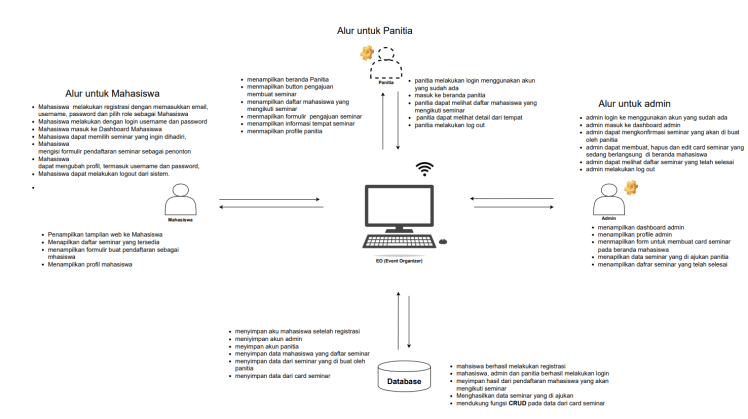 Alur untuk Panitia
Panitia
menampilkan beranda Panitia
menmapilkan button pengajuan
membuat seminar
menampilkan daftar mahasiswa yang
mengikuti seminar
menmpilkan formulir pengajuan seminar
menampilkan informasi tempat seminar
menmapilkan profile panitia
panitia melakukan login menggunakan akun
yang sudah ada
masuk ke beranda panitia
panitia dapat melihat daftar mahasiswa yang
mengikuti seminar
panitia dapat melihat detail dari tempat
panitia melakukan log out
Alur untuk Mahasiswa
Mahasiswa melakukan registrasi dengan memasukkan email,
username, password dan pilih role sebagai Mahasiswa
Mahasiswa melakukan dengan login username dan password
Mahasiswa masuk ke Dashboard Mahasiswa
Mahasiswa dapat memilih seminar yang ingin dihadiri,
Mahasiswa
mengisi formulir pendaftaran seminar sebagai penonton
Mahasiswa
dapat mengubah profil, termasuk username dan password,
Mahasiswa dapat melakukan logout dari sistem.
Mahasiswa
Penampilkan tampilan web ke Mahasiswa
Menapilkan daftar seminar yang tersedia
menampilkan formulir buat pendaftaran sebagai
mhasiswa
Menampilkan profil mahasiswa
EO (Event Organizer)
Alur untuk admin
admin login ke menggunakan akun yang sudah ada
admin masuk ke dashboard admin
admin dapat mengkonfirmasi seminar yang akan di buat
oleh panitia
admin dapat membuat, hapus dan edit card seminar yang
sedang berlangsung di beranda mahasiswa
admin dapat melihat daftar seminar yang telah selesai
admin melakukan log out
Admin
menampilkan dashboard admin
menampilkan profile admin
menmapilkan form untuk membuat card seminar
pada beranda mahasiswa
menapilkan data seminar yang di ajukan panitia
menapilkan dafrar seminar yang telah selesai
menyimpan aku mahasiswa setelah registrasi
meniyimpan akun admin
meyimpan akun panitia
menyimpan data mahasiswa yang daftar seminar
menyimpan data dari seminar yang di buat oleh
panitia
menyimpan data dari card seminar
Database
mahsiswa berhasil melakukan registrasi
mahasiswa, admin dan panitia berhasil melakukan login
meyimpan hasil dari pendaftaran mahasiswa yang akan
mengikuti seminar
Menghasilkan data seminar yang di ajukan
mendukung fungsi CRUD pada data dari card seminar